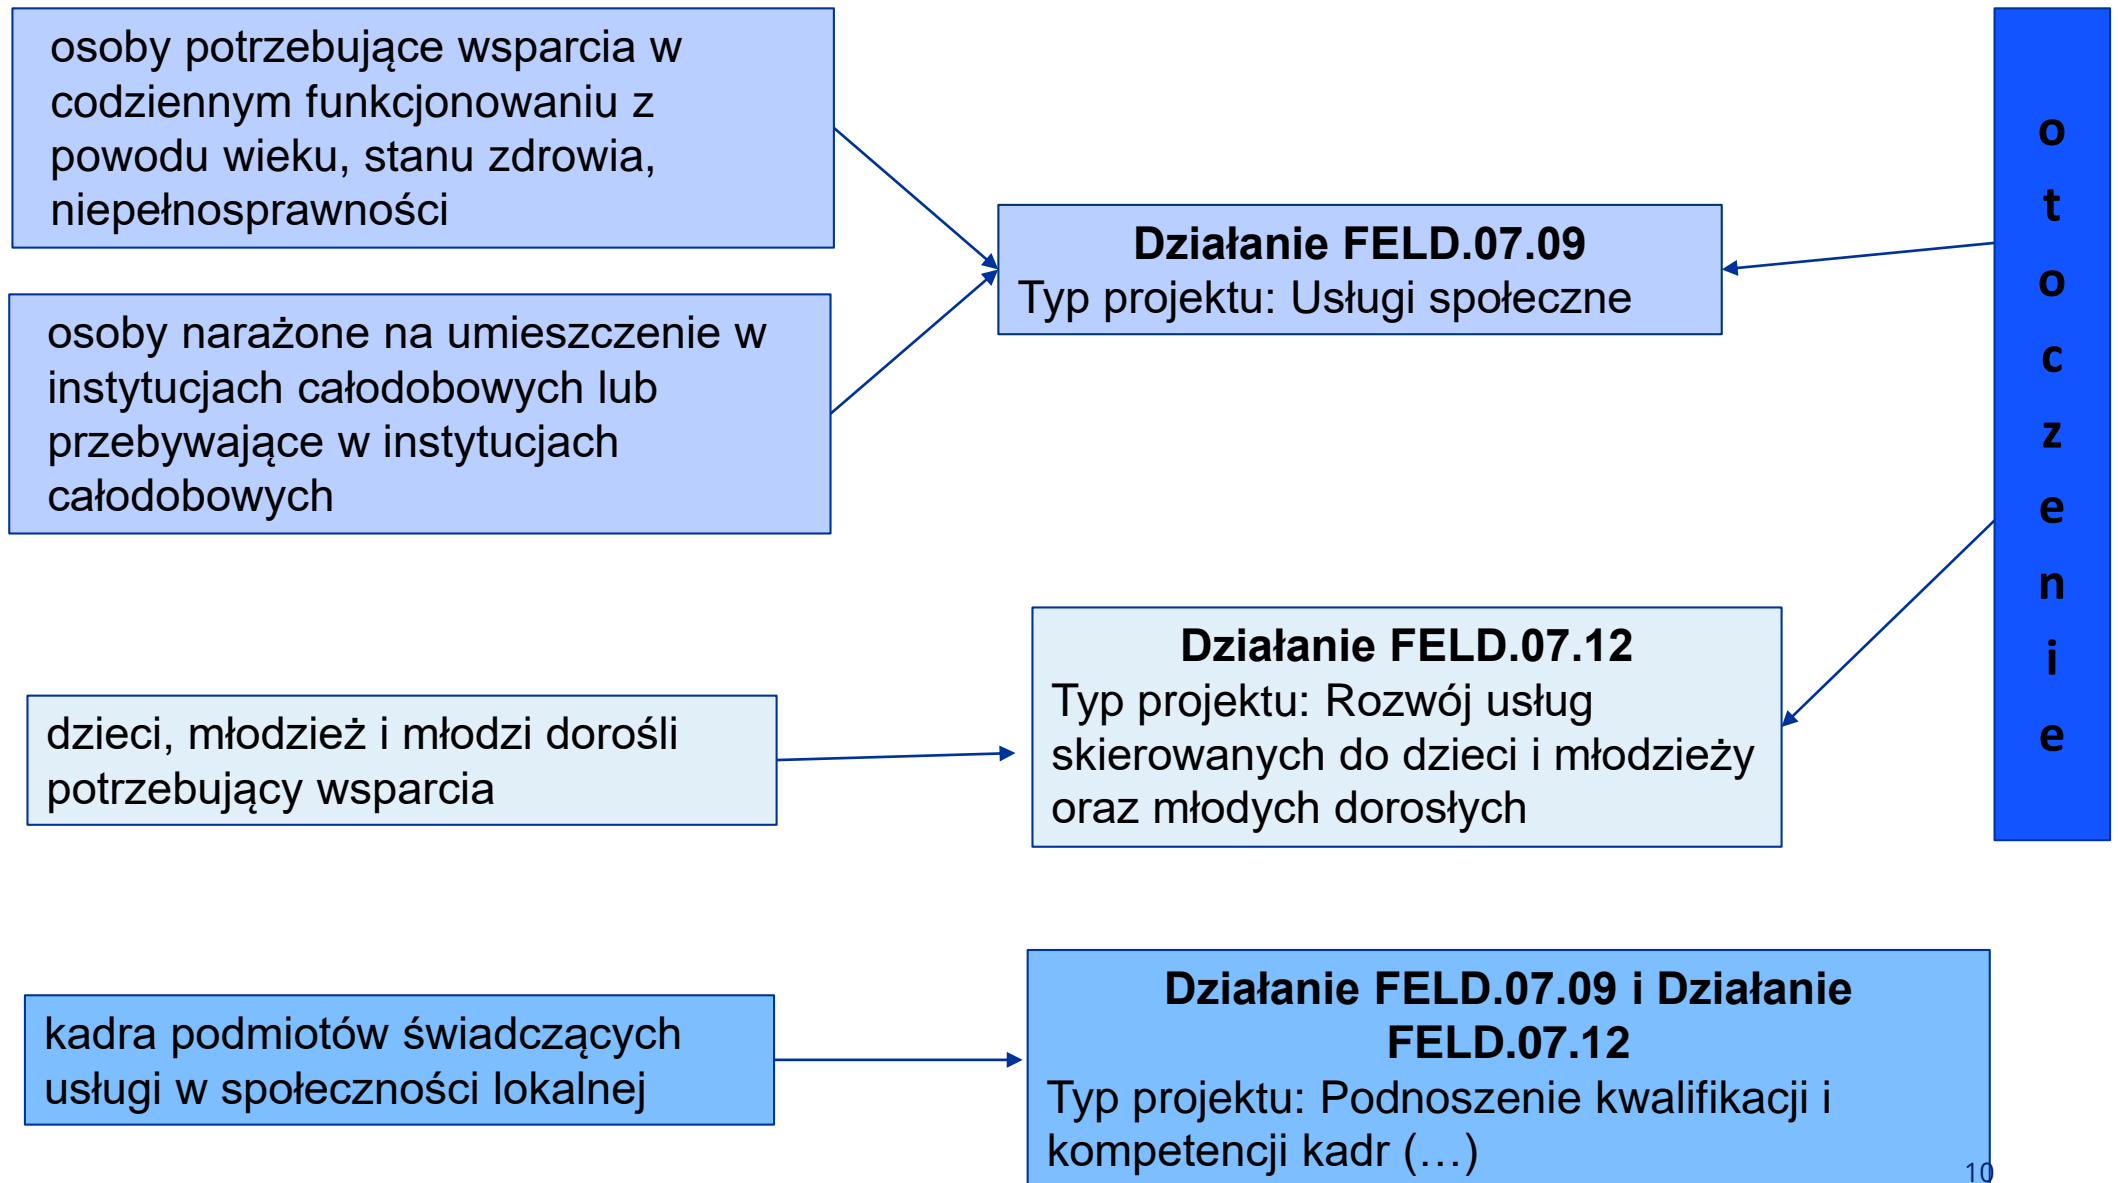 osoby potrzebujące wsparcia w
codziennym funkcjonowaniu z
powodu wieku, stanu zdrowia,
niepełnosprawności
osoby narażone na umieszczenie w
instytucjach całodobowych lub
przebywające w instytucjach
całodobowych
Działanie FELD.07.09
Typ projektu: Usługi społeczne
o
t
o
c
z
e
n
i
e
dzieci, młodzież i młodzi dorośli
potrzebujący wsparcia
Działanie FELD.07.12
Typ projektu: Rozwój usług
skierowanych do dzieci i młodzieży
oraz młodych dorosłych
kadra podmiotów świadczących
usługi w społeczności lokalnej
Działanie FELD.07.09 i Działanie
FELD.07.12
Typ projektu: Podnoszenie kwalifikacji i
kompetencji kadr (…)
10